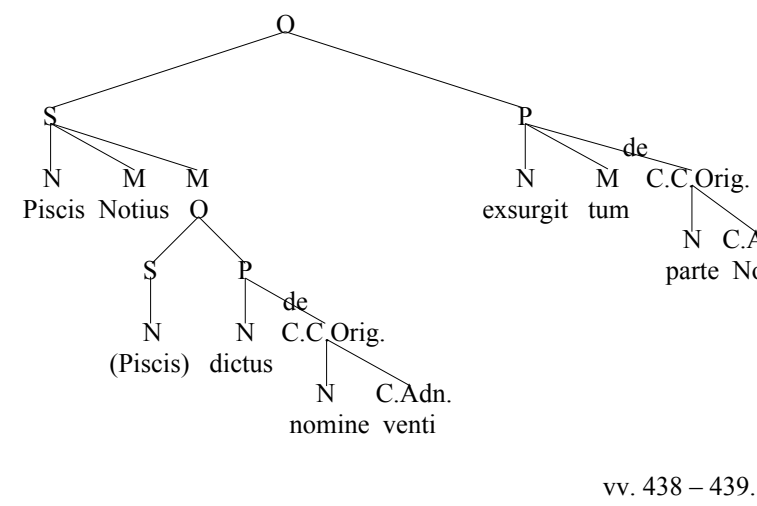 O
S P
de
N M M N M C.C.Orig.
Piscis Notius O exsurgit tum
N
S P parte
de
N N C.C.Orig.
(Piscis) dictus
N C.Adn.
nomine venti
vv. 438 – 439.